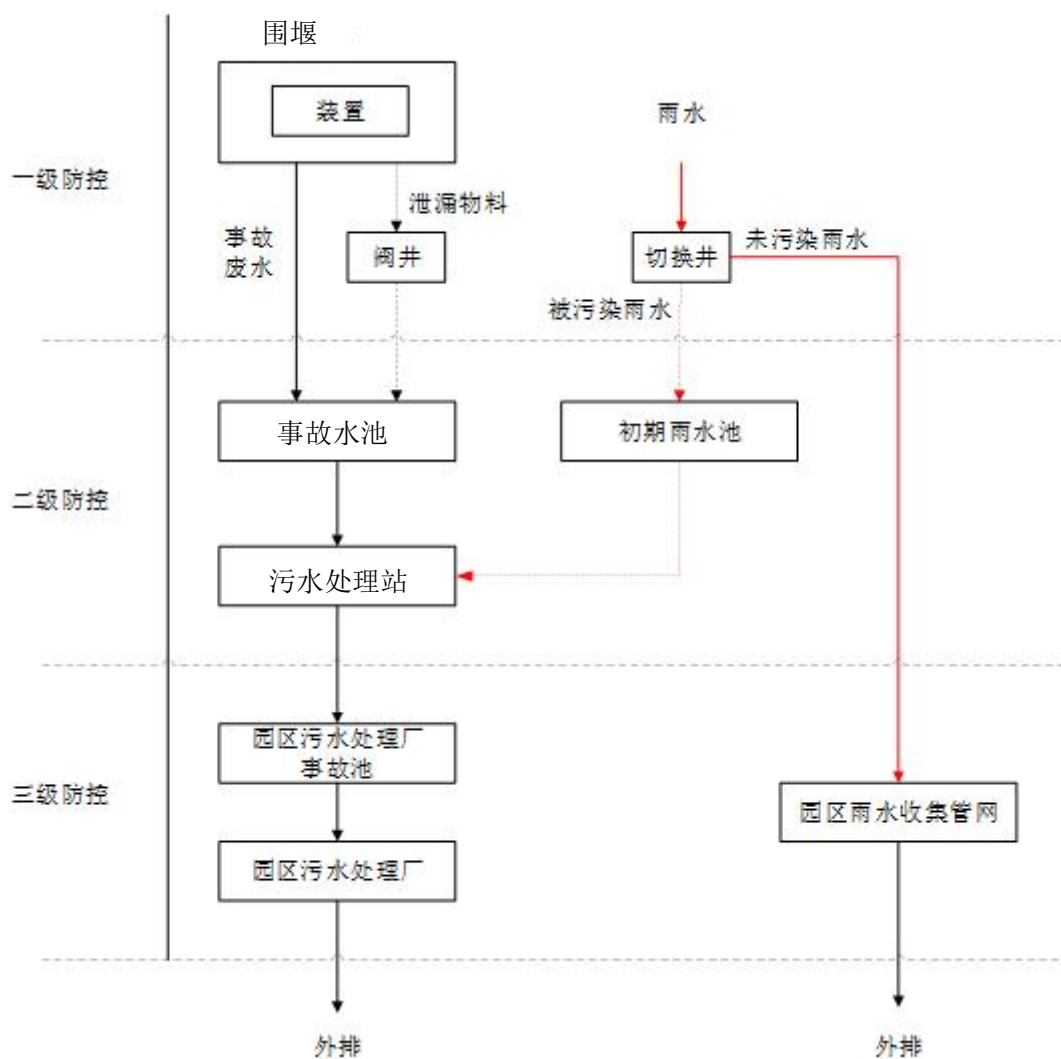 围堰
装置
雨水
一级防控
泄漏物料
事故
废水
阀井
切换井
未污染雨水
被污染雨水
事故水池
初期雨水池
二级防控
污水处理站
园区污水处理厂
事故池
三级防控
园区雨水收集管网
园区污水处理厂
外排
外排